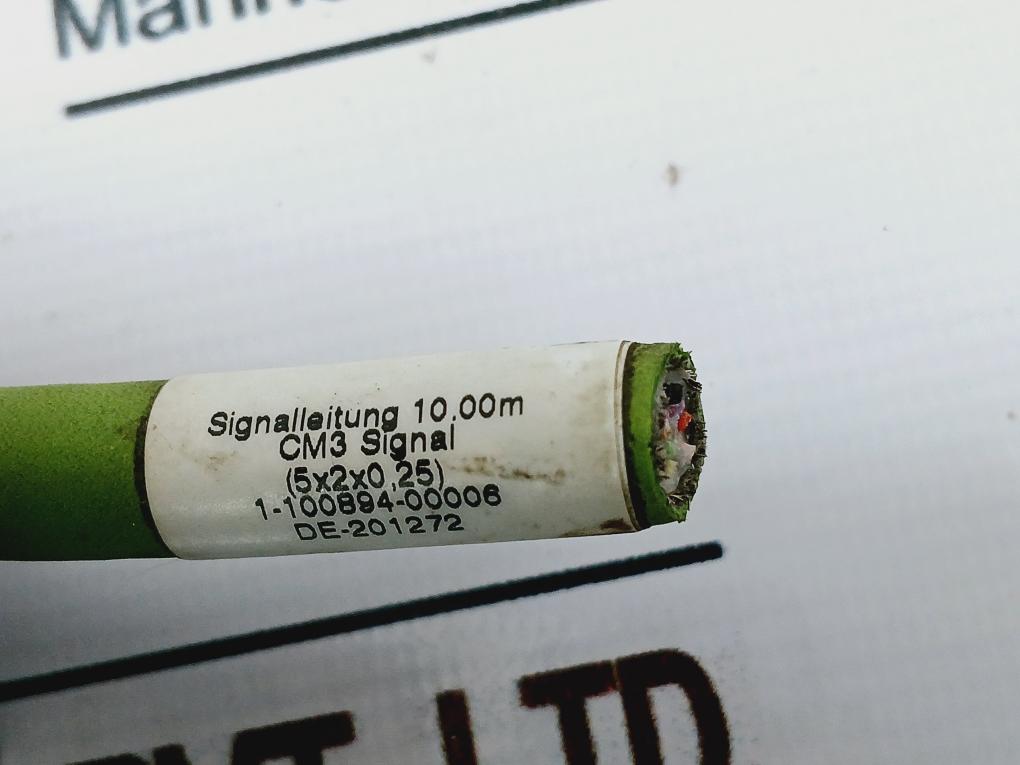 Signalleitung 10,00m
CM3 Signal
(5x2x0,25)
1-100894-00006
DE-201272
LTD